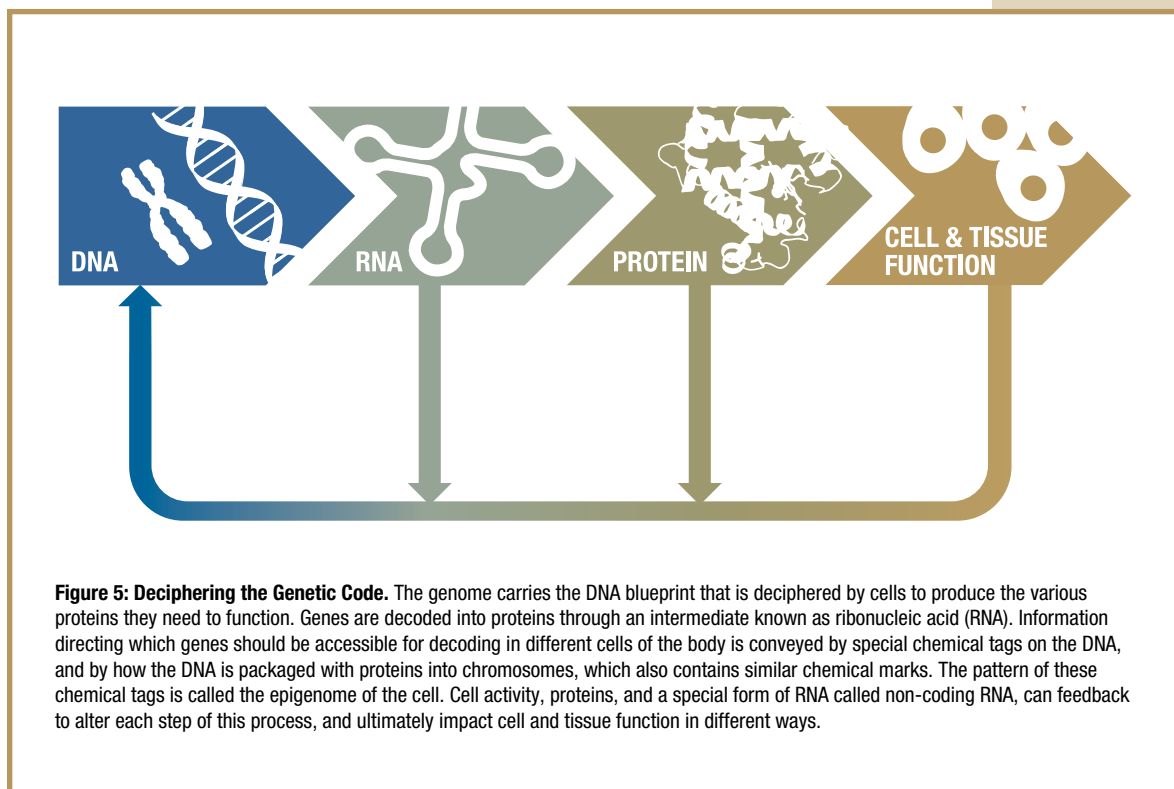 DNA
RNA
PROTEIN
CELL & TISSUE
FUNCTION
Figure 5: Deciphering the Genetic Code. The genome carries the DNA blueprint that is deciphered by cells to produce the various
proteins they need to function. Genes are decoded into proteins through an intermediate known as ribonucleic acid (RNA). Information
directing which genes should be accessible for decoding in different cells of the body is conveyed by special chemical tags on the DNA,
and by how the DNA is packaged with proteins into chromosomes, which also contains similar chemical marks. The pattern of these
chemical tags is called the epigenome of the cell. Cell activity, proteins, and a special form of RNA called non-coding RNA, can feedback
to alter each step of this process, and ultimately impact cell and tissue function in different ways.